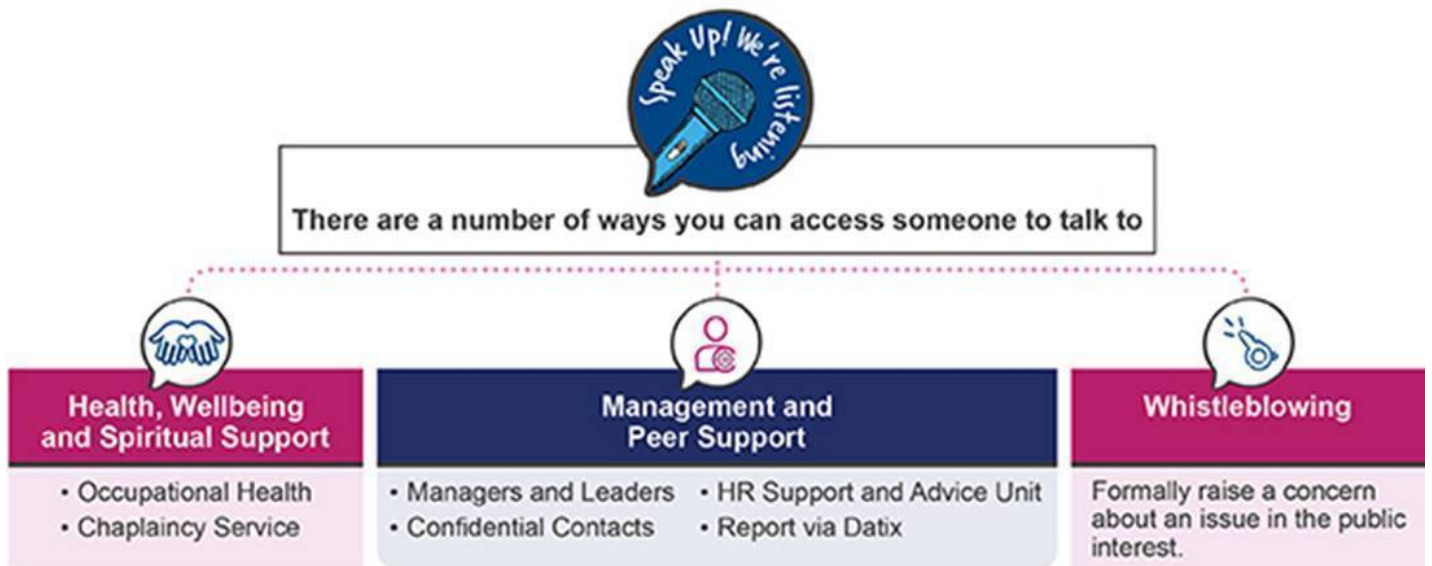 Speak Up! We're listening
There are a number of ways you can access someone to talk to
Health, Wellbeing
and Spiritual Support
• Occupational Health
• Chaplaincy Service
Management and
Peer Support
• Managers and Leaders
• Confidential Contacts
• HR Support and Advice Unit
• Report via Datix
Whistleblowing
Formally raise a concern
about an issue in the public
interest.